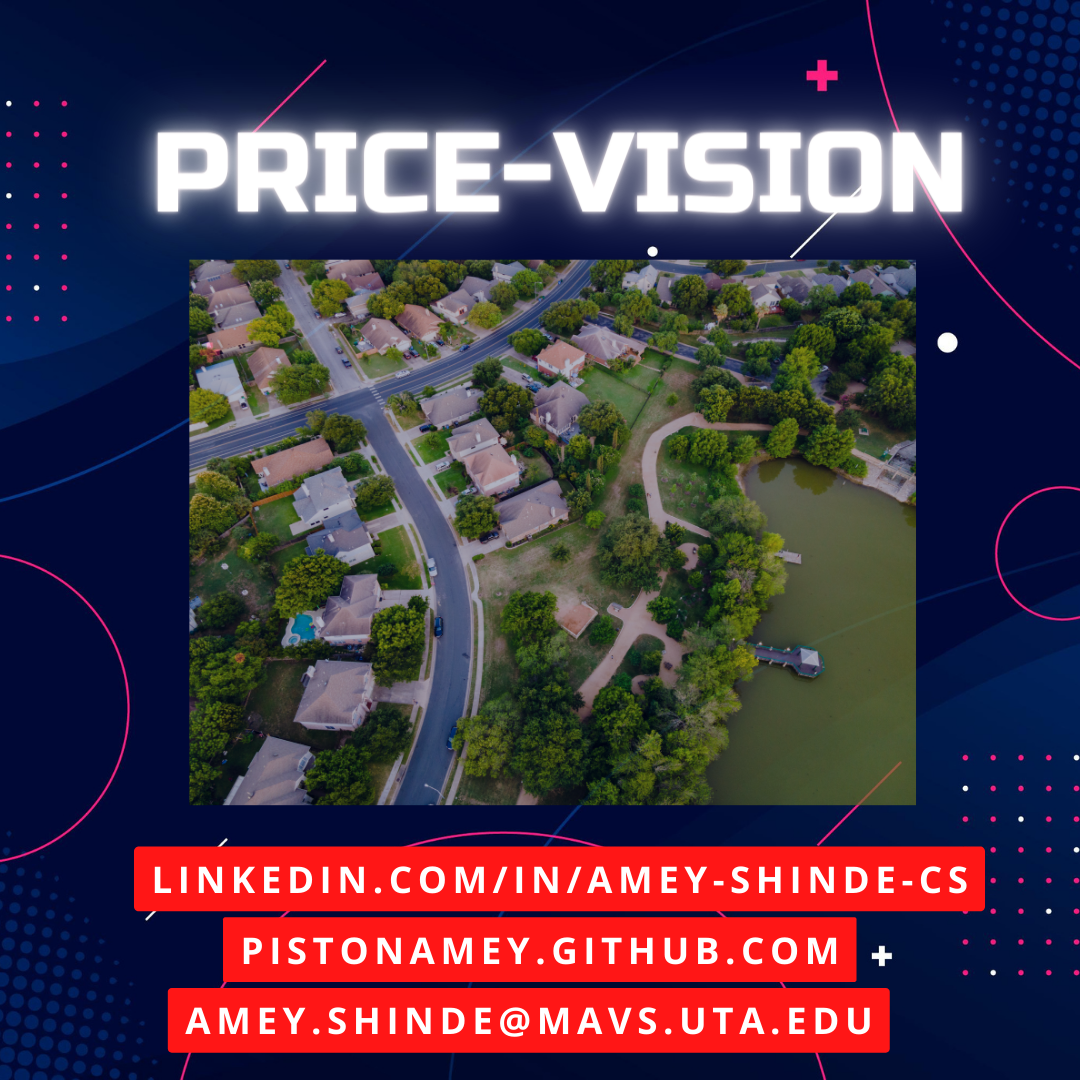 PRICE-VISION
LINKEDIN.COM/IN/AMEY-SHINDE-CS
PISTONAMEY.GITHUB.COM
AMEY.SHINDE@MAVS.UTA.EDU